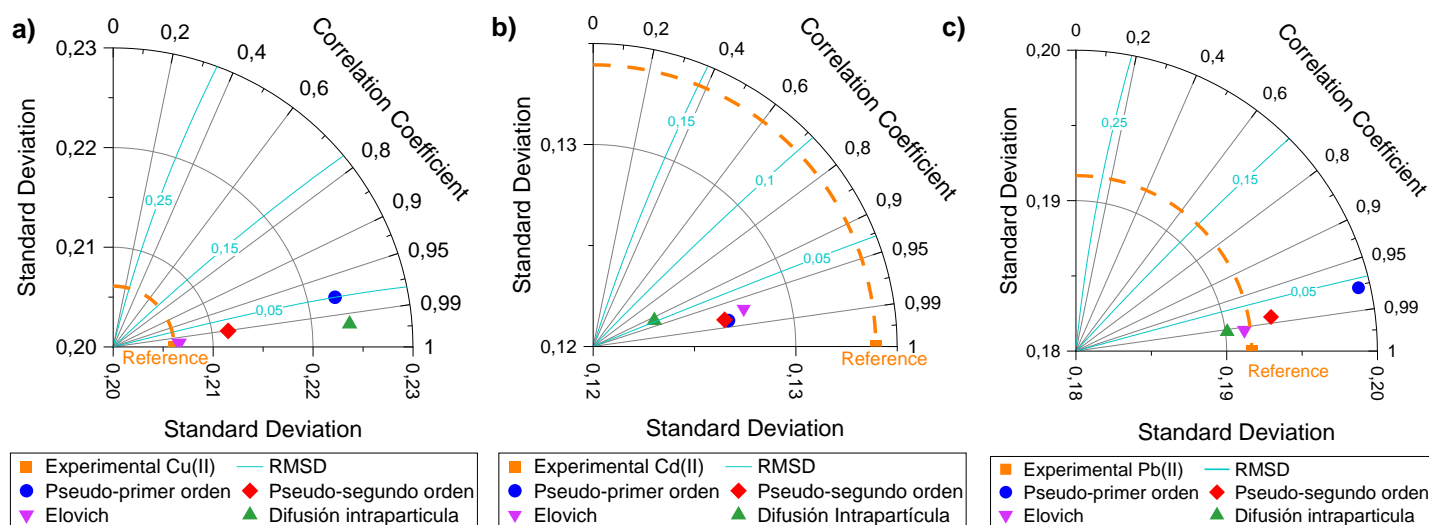 a)
Standard Deviation
0,23
0,22
0,21
0,20
0
0,2
0,4
0,6
0,8
0,9
0,95
0,99
1
Correlation Coefficient
0,25
0,15
0,05
Reference
0,20
0,21
0,22
0,23
Standard Deviation
Experimental Cu(II)
RMSD
Pseudo-primer orden
Pseudo-segundo orden
Elovich
Difusión intraparticula
b)
Standard Deviation
0,13
0,12
0
0,2
0,4
0,6
0,8
0,9
0,95
0,99
1
Correlation Coefficient
0,15
0,1
0,05
Reference
0,12
0,13
Standard Deviation
Experimental Cd(II)
RMSD
Pseudo-primer orden
Pseudo-segundo orden
Elovich
Difusión Intrapartícula
c)
Standard Deviation
0,20
0,19
0,18
0
0,2
0,4
0,6
0,8
0,9
0,95
0,99
1
Correlation Coefficient
0,25
0,15
0,05
Reference
0,18
0,19
0,20
Standard Deviation
Experimental Pb(II)
RMSD
Pseudo-primer orden
Pseudo-segundo orden
Elovich
Difusión intraparticula